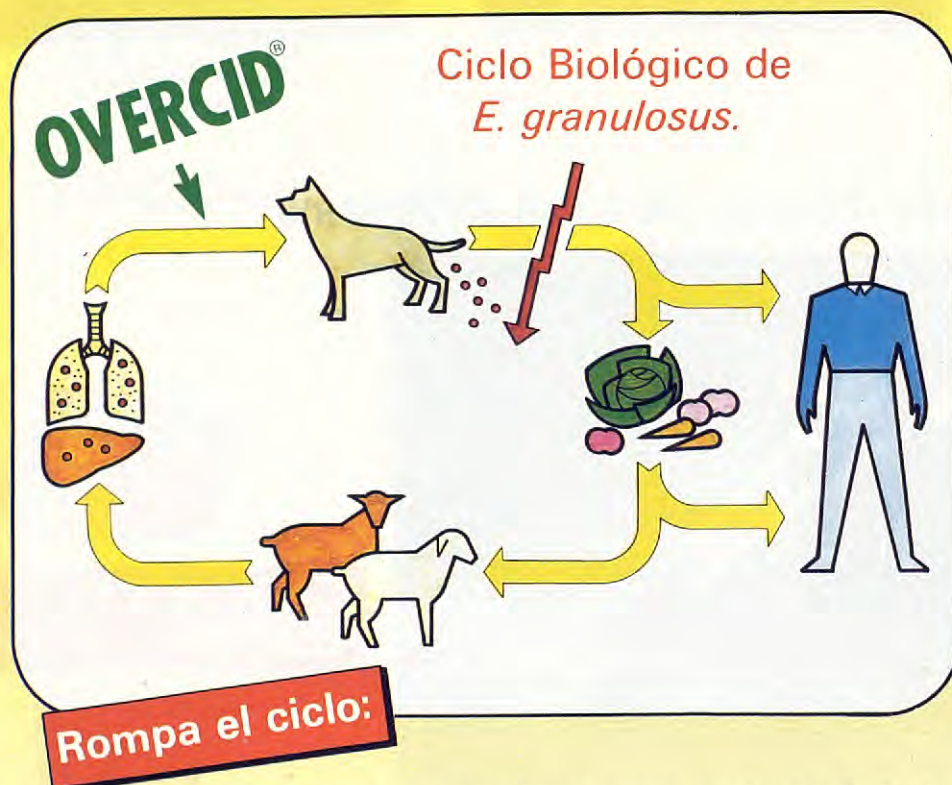 OVERCID®
Ciclo Biológico de
E. granulosus.
Rompa el ciclo: